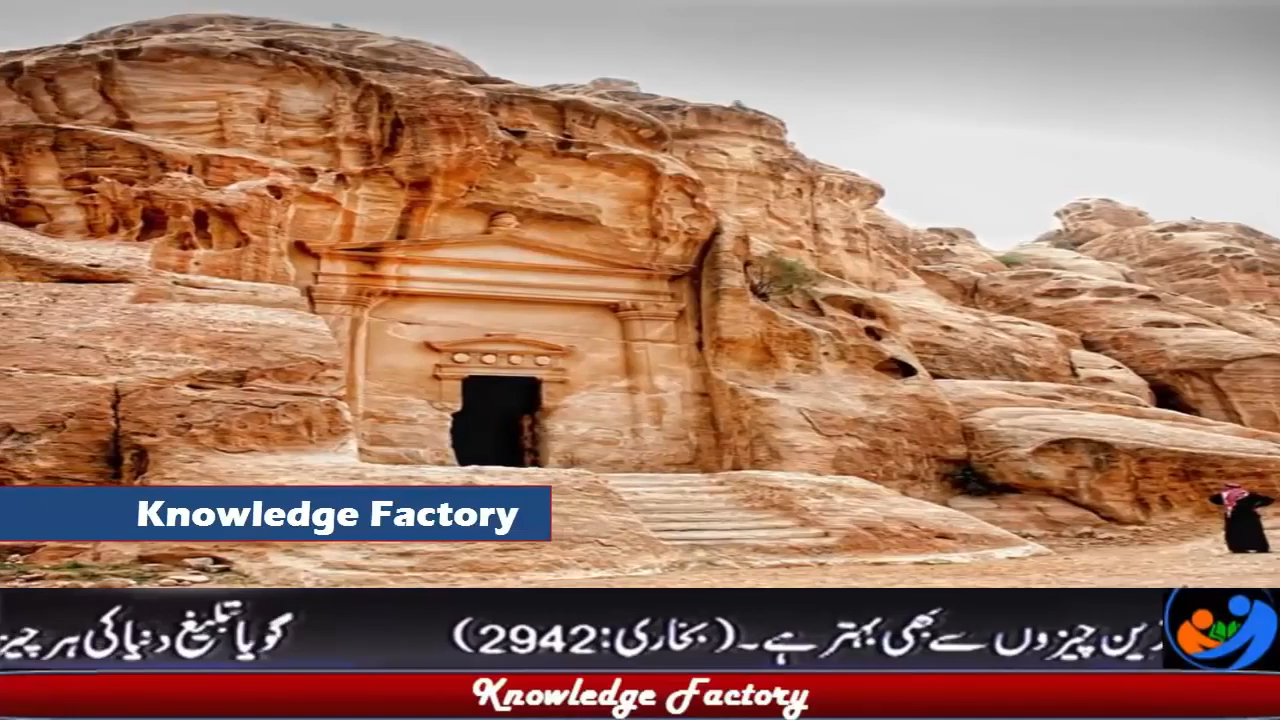 Knowledge Factory
زین چیزوں سے بھی بہتر ہے۔ (بخاری:2942) گویا تبلیغ دنیا کی ہر چیز
Knowledge Factory